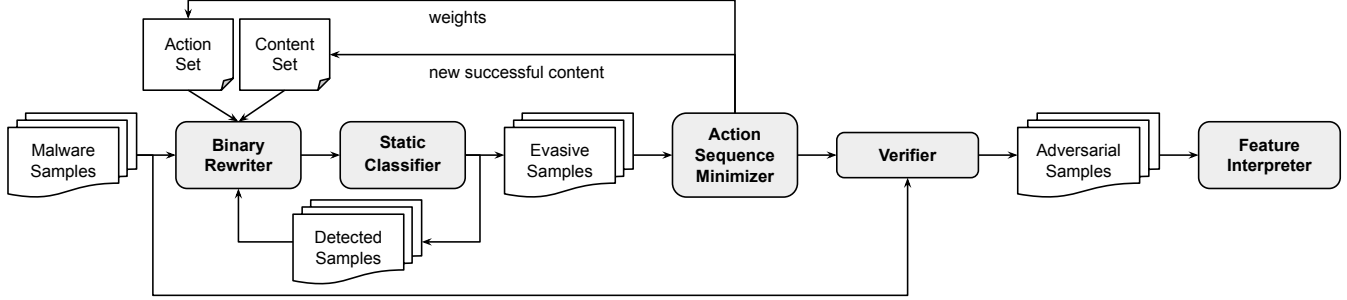 weights
Action
Set
Content
Set
new successful content
Malware
Samples
Binary
Rewriter
Static
Classifier
Evasive
Samples
Action
Sequence
Minimizer
Verifier
Adversarial
Samples
Feature
Interpreter
Detected
Samples